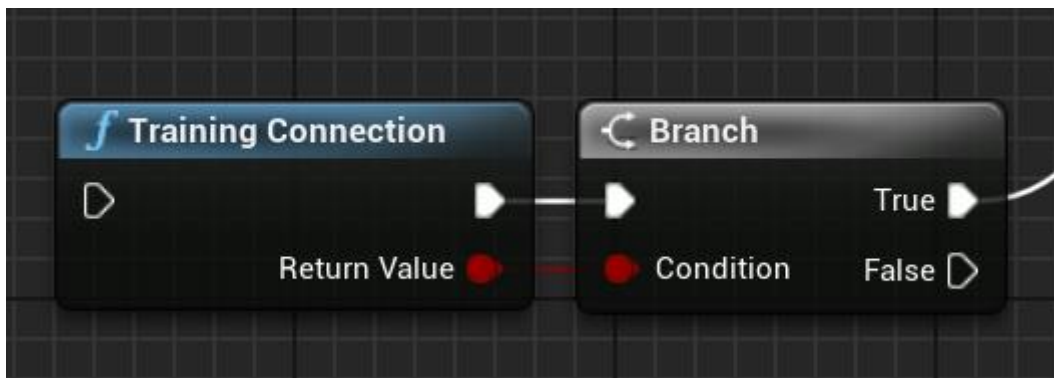 Training Connection
Branch
True
Return Value
Condition
False